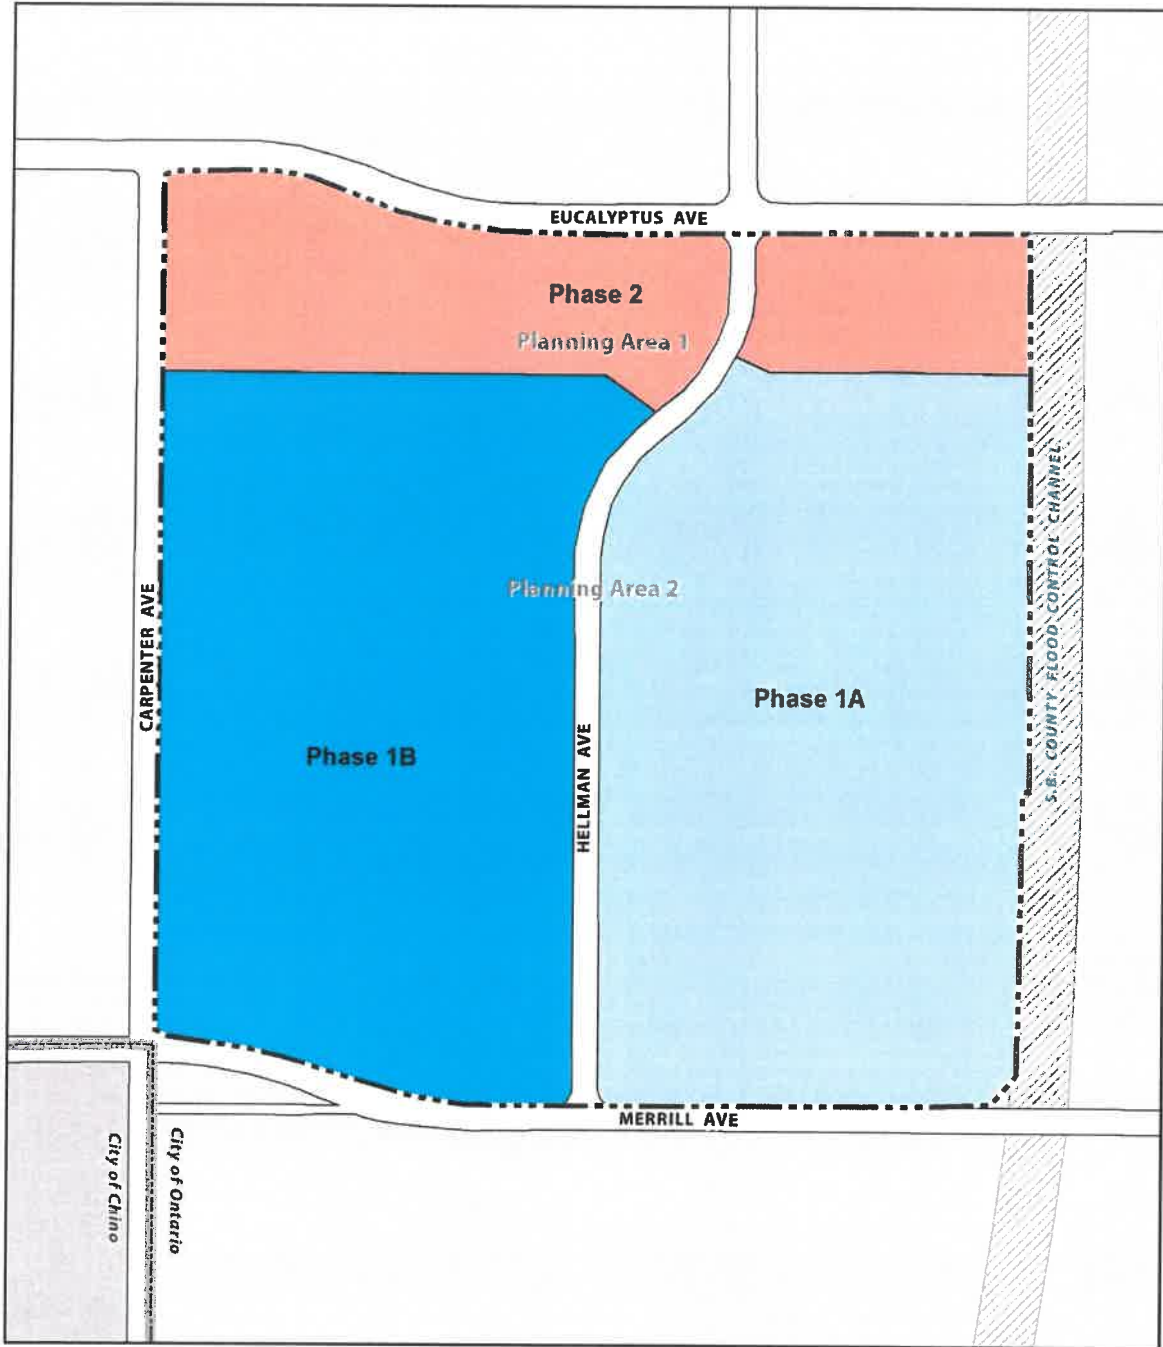 EUCALYPTUS AVE
Phase 2
Planning Area 1
S.B. COUNTY FLOOD CONTROL CHANNEL
CARPENTER AVE
Planning Area 2
Phase 1A
Phase 1B
HELLMAN AVE
MERRILL AVE
City of Chino
City of Ontario